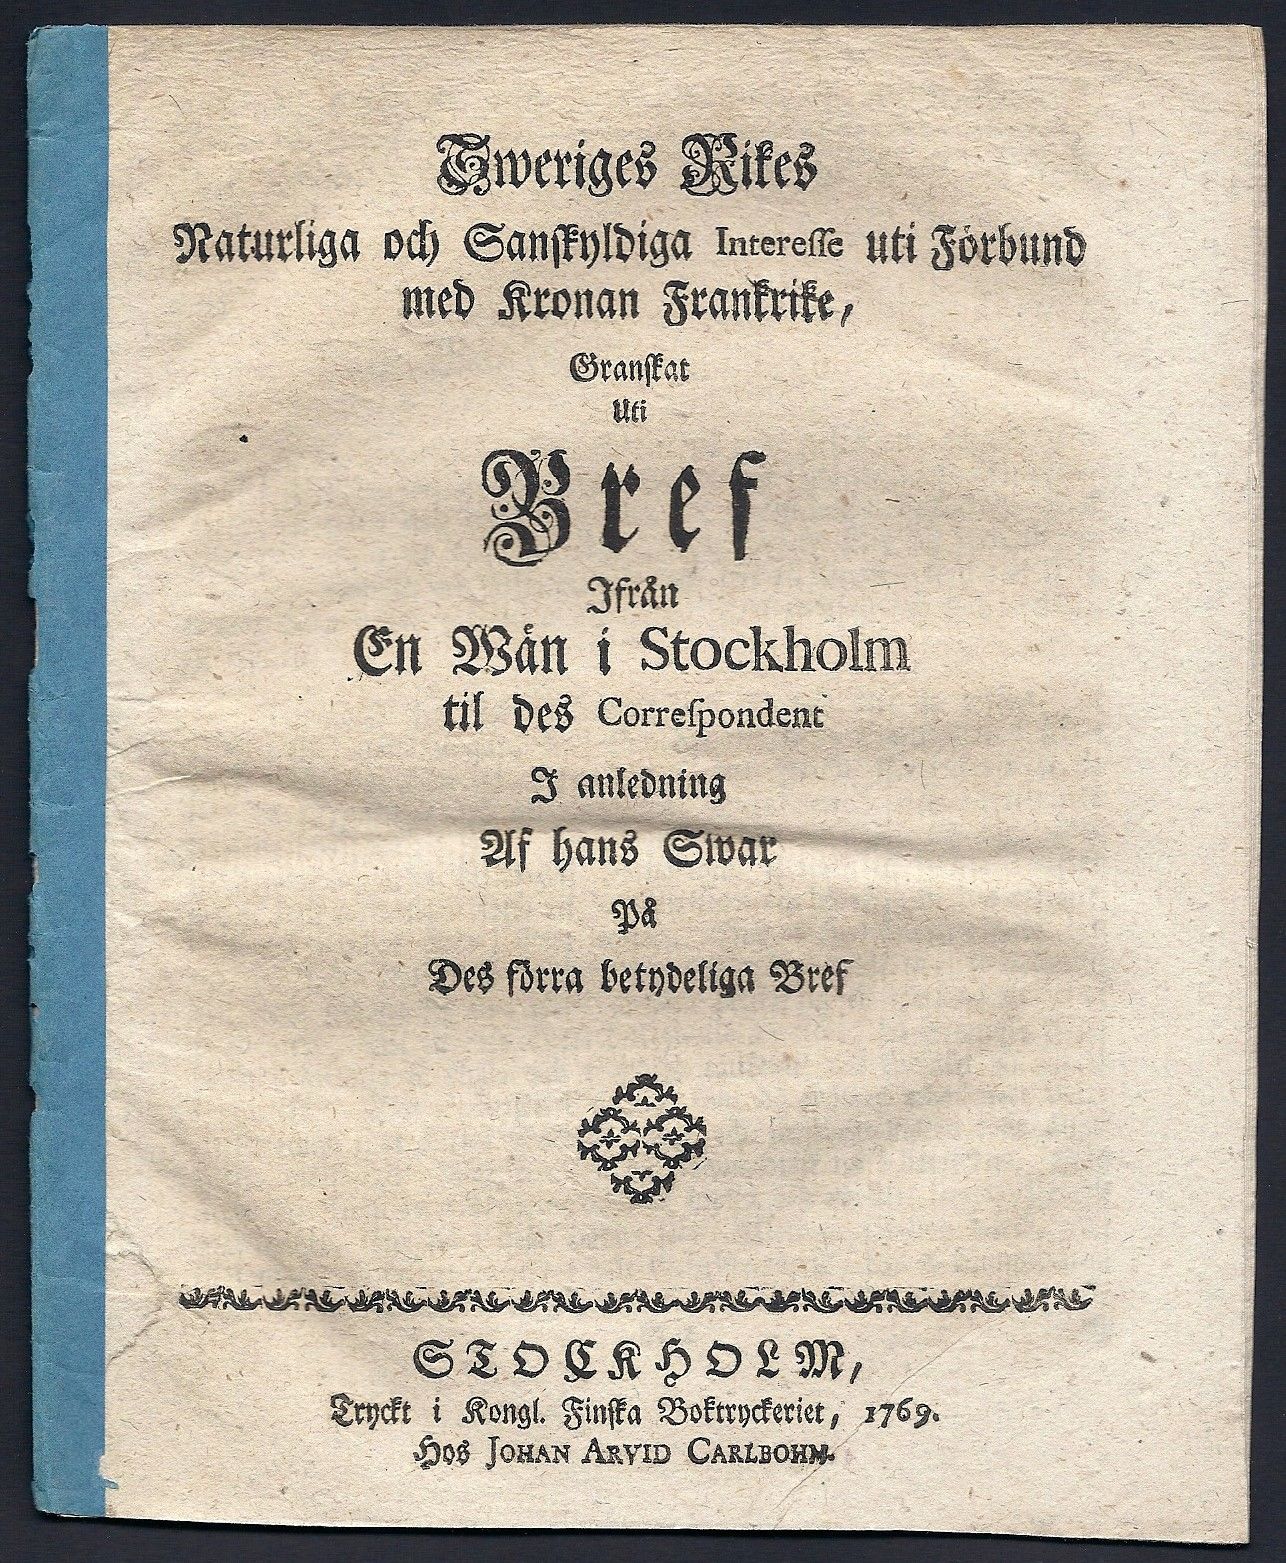 Sweriges Rikes
Naturliga och Sanskyldiga Interesse uti Förbund
med Kronan Frankrike,
Granskat
Uti
Bref
Ifrån
En Wän i Stockholm
til des Correspondent
I anledning
Af hans Swar
På
Des förra betydeliga Bref
STOCKHOLM,
Tryckt i Kongl. Finska Boktryckeriet, 1769.
Hos JOHAN ARVID CARLBOHM.